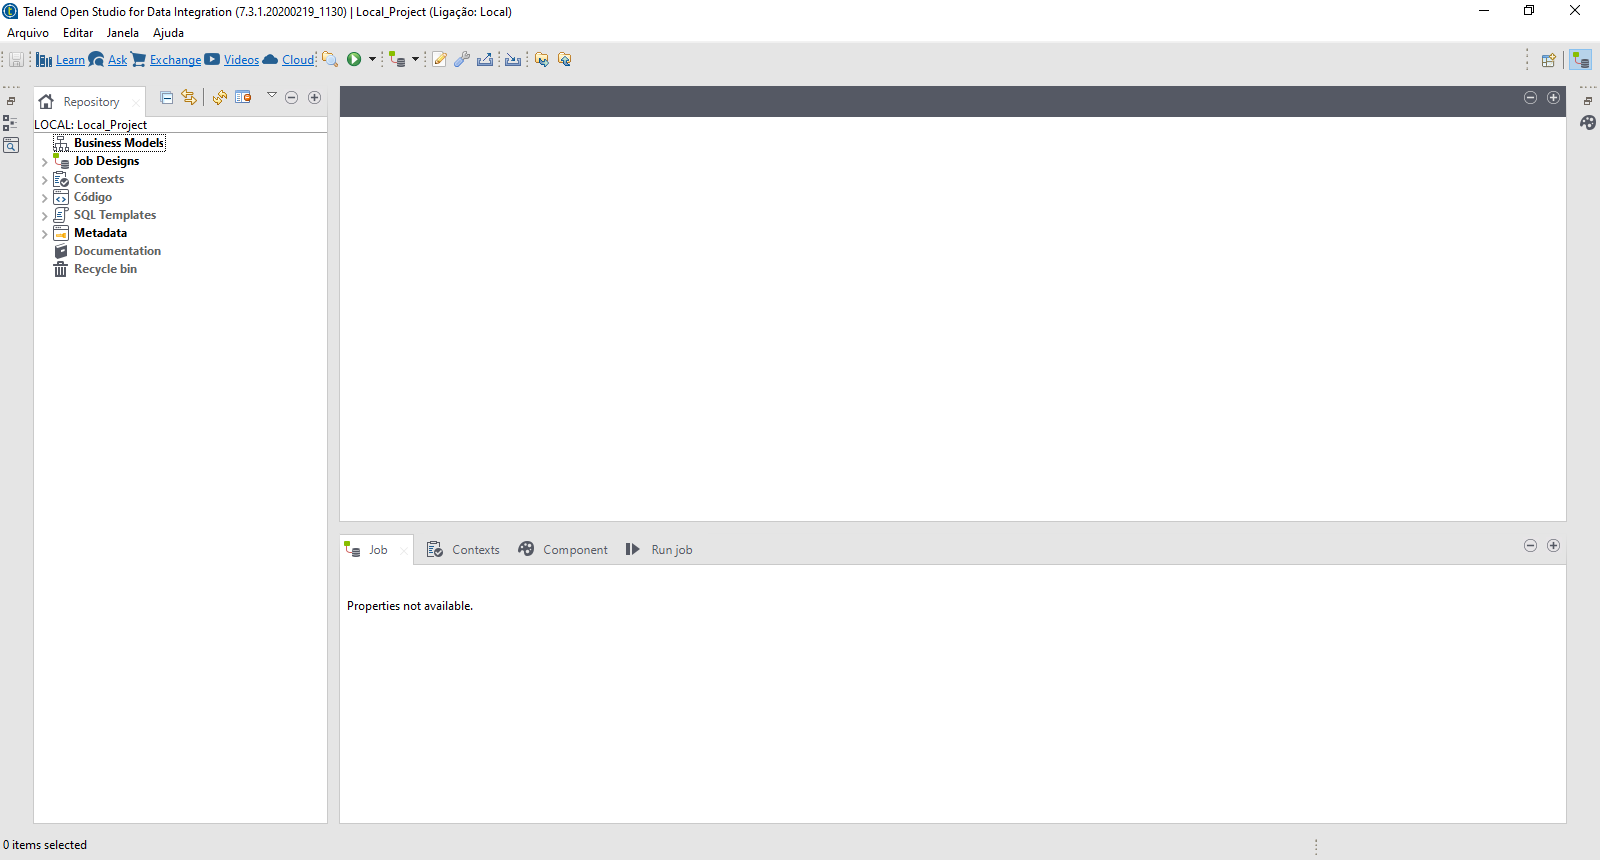 Talend Open Studio for Data Integration (7.3.1.20200219_1130) | Local_Project (Ligação: Local)
Arquivo Editar Janela Ajuda
Learn Ask Exchange Videos Cloud
Repository
LOCAL: Local_Project
Business Models
Job Designs
Contexts
Código
SQL Templates
Metadata
Documentation
Recycle bin
Job Contexts Component Run job
Properties not available.
0 items selected